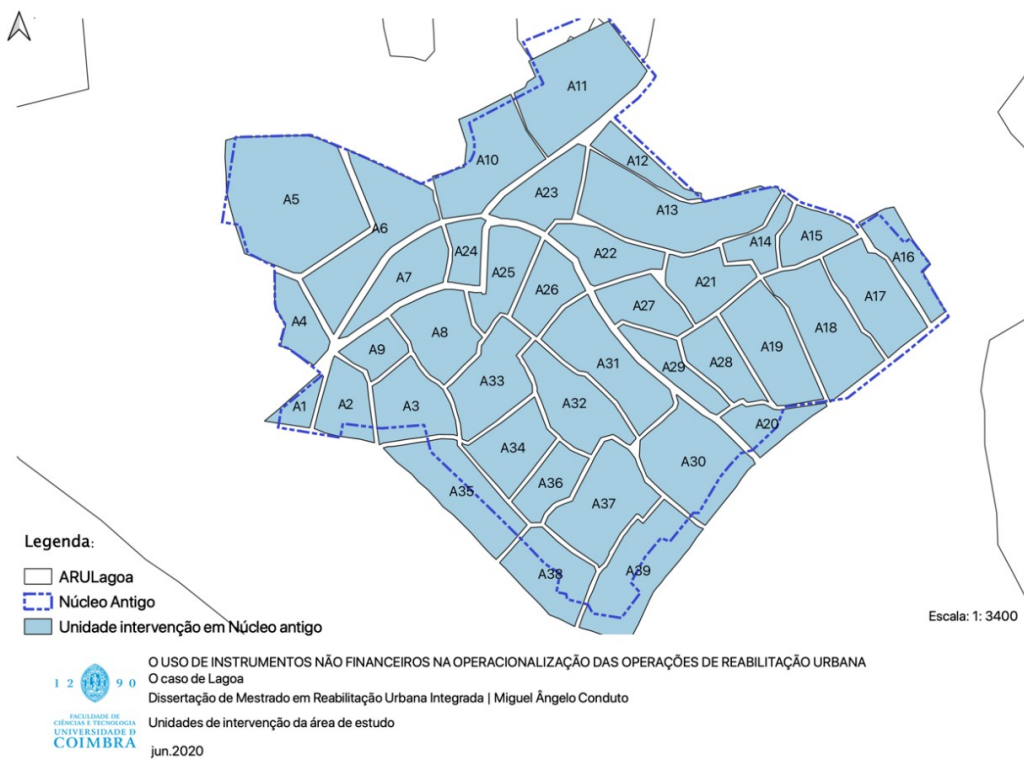 A11
A12
A10
A5
A23
A13
A6
A24
A22
A14
A15
A16
A7
A25
A26
A21
A17
A4
A27
A18
A8
A9
A31
A19
A28
A29
A33
A1
A2
A3
A32
A20
A34
A30
A35
A36
A37
A38
A39
Legenda:
ARULagoa
Núcleo Antigo
Unidade intervenção em Núcleo antigo
Escala: 1: 3400
O USO DE INSTRUMENTOS NÃO FINANCEIROS NA OPERACIONALIZAÇÃO DAS OPERAÇÕES DE REABILITAÇÃO URBANA
O caso de Lagoa
Dissertação de Mestrado em Reabilitação Urbana Integrada | Miguel Ângelo Conduto
Unidades de intervenção da área de estudo
jun.2020
1 2 9 0
FACULDADE DE
CIÊNCIAS E TECNOLOGIA
UNIVERSIDADE D
COIMBRA